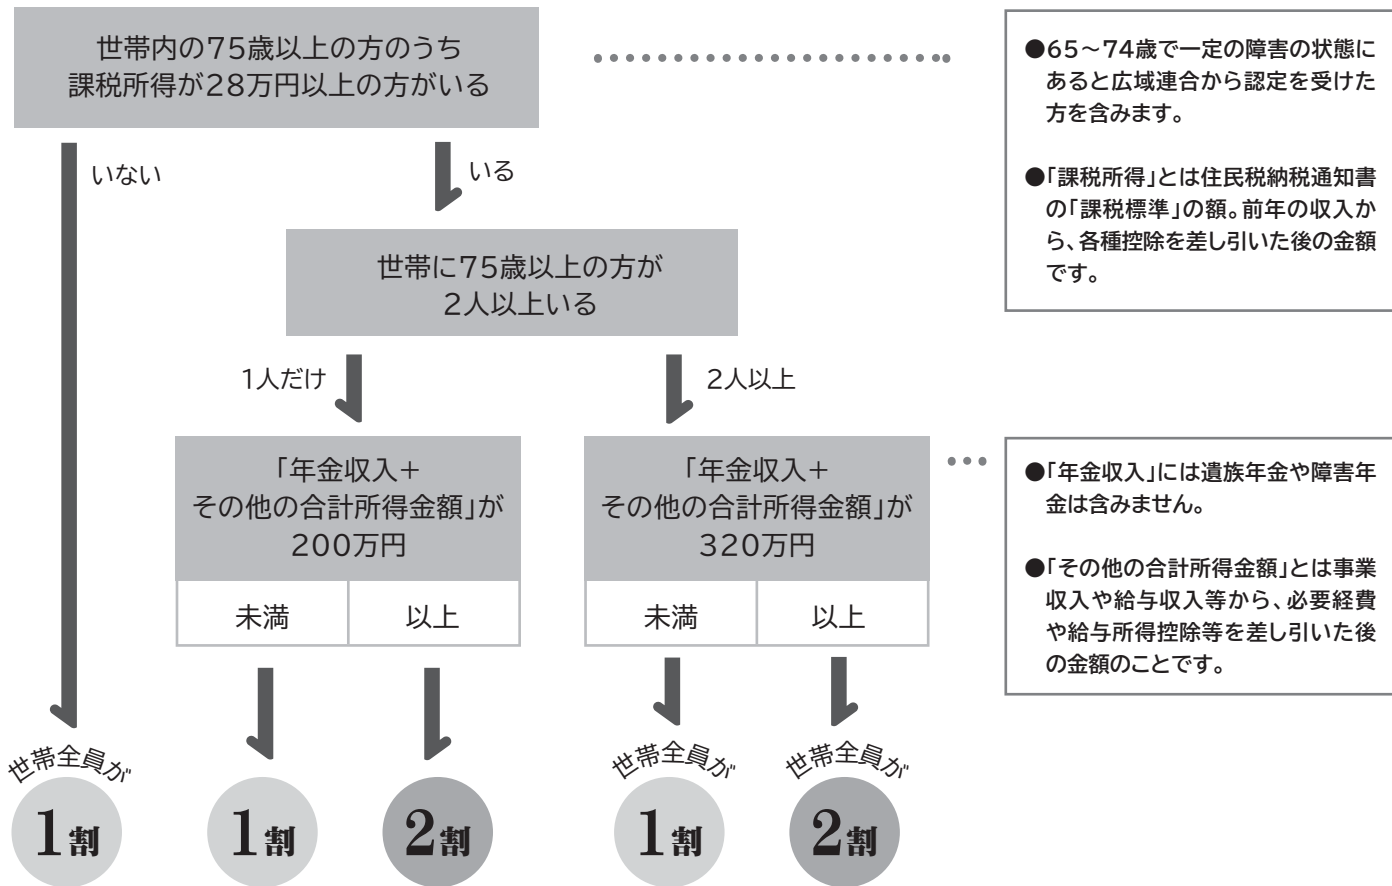 世帯内の75歳以上の方のうち
課税所得が28万円以上の方がいる
●65～74歳で一定の障害の状態に
あると広域連合から認定を受けた
方を含みます。
●「課税所得」とは住民税納税通知書
の「課税標準」の額。前年の収入か
ら、各種控除を差し引いた後の金額
です。
いない
いる
世帯に75歳以上の方が
2人以上いる
1人だけ
2人以上
「年金収入＋
その他の合計所得金額」が
200万円
未満
以上
「年金収入＋
その他の合計所得金額」が
320万円
未満
以上
●「年金収入」には遺族年金や障害年
金は含みません。
●「その他の合計所得金額」とは事業
収入や給与収入等から、必要経費
や給与所得控除等を差し引いた後
の金額のことです。
世帯全員が
1割
1割
2割
世帯全員が
1割
世帯全員が
2割